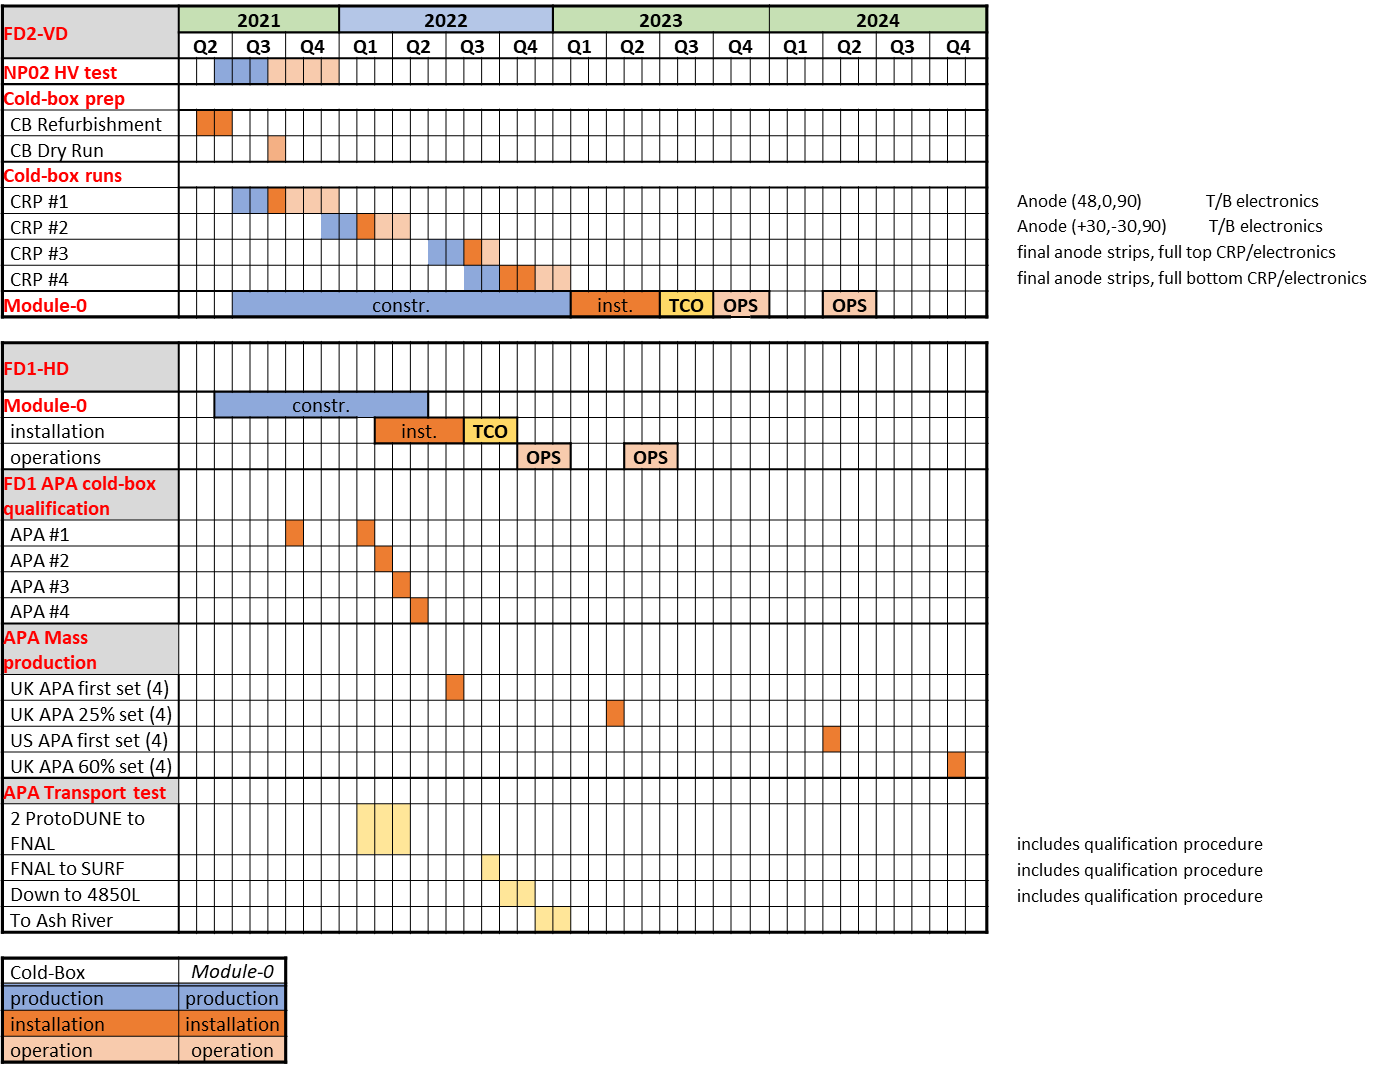 FD2-VD 2021 2022 2023 2024
Q2 Q3 Q4 Q1 Q2 Q3 Q4 Q1 Q2 Q3 Q4 Q1 Q2 Q3 Q4
NP02 HV test
Cold-box prep
CB Refurbishment
CB Dry Run
Cold-box runs
CRP #1 Anode (48,0,90) T/B electronics
CRP #2 Anode (+30,-30,90) T/B electronics
CRP #3 final anode strips, full top CRP/electronics
CRP #4 final anode strips, full bottom CRP/electronics
Module-0 constr. inst. TCO OPS OPS
FD1-HD
Module-0 constr.
installation inst. TCO
operations OPS OPS
FD1 APA cold-box
qualification
APA #1
APA #2
APA #3
APA #4
APA Mass
production
UK APA first set (4)
UK APA 25% set (4)
US APA first set (4)
UK APA 60% set (4)
APA Transport test
2 ProtoDUNE to
FNAL includes qualification procedure
FNAL to SURF includes qualification procedure
Down to 4850L includes qualification procedure
To Ash River
Cold-Box Module-0
production production
installation installation
operation operation